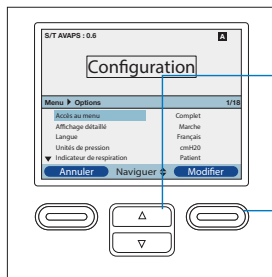 S/T AVAPS : 0.6 A
Configuration
Menu Options 1/18
Accès au menu Complet
Affichage détaillé Marche
Langue Français
Unités de pression cmH20
Indicateur de respiration Patient
Annuler Naviguer Modifier